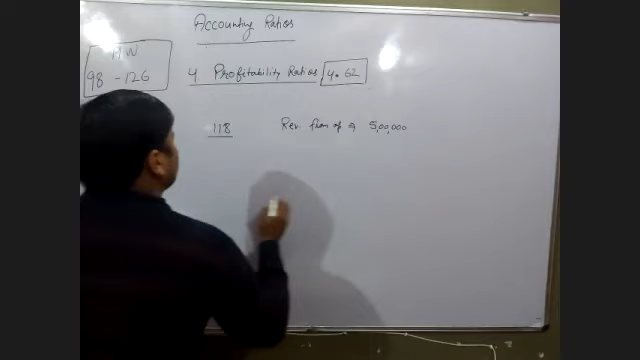 Accounting Ratios
HW
98 - 126
4 Profitability Ratios 4.62
118 Rev. from op ₹ 5,00,000